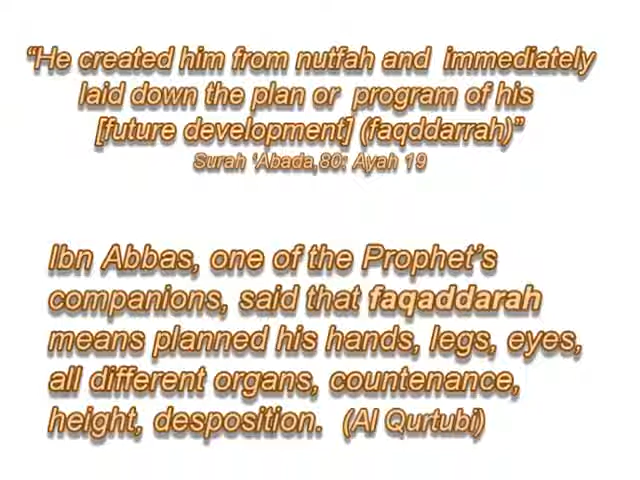 “He created him from nutfah and immediately
laid down the plan or program of his
[future development] (faqddarrah)”
Surah ‘Abada,80: Ayah 19
Ibn Abbas, one of the Prophet’s
companions, said that faqaddarah
means planned his hands, legs, eyes,
all different organs, countenance,
height, desposition. (Al Qurtubi)